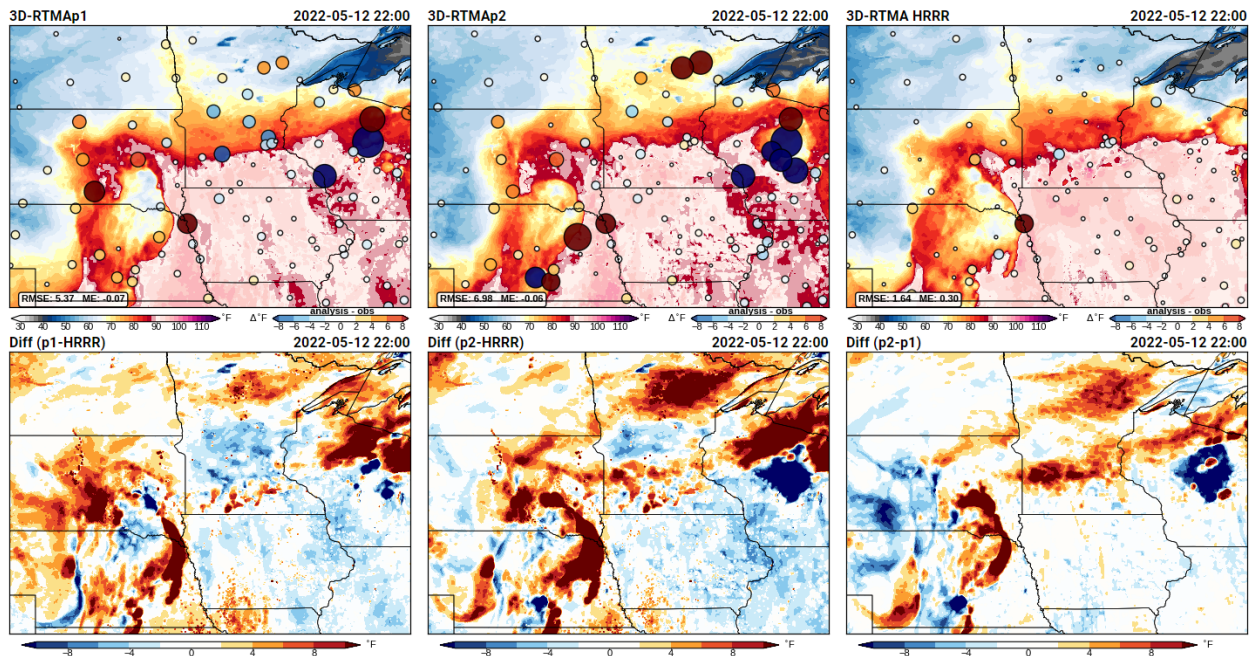 3D-RTMAp1 2022-05-12 22:00
3D-RTMAp2 2022-05-12 22:00
3D-RTMA HRRR 2022-05-12 22:00
RMSE: 5.37 ME: -0.07
RMSE: 6.98 ME: -0.06
RMSE: 1.64 ME: 0.30
analysis - obs
analysis - obs
analysis - obs
30 40 50 60 70 80 90 100 110 °F Δ°F -8 -6 -4 -2 0 2 4 6 8
30 40 50 60 70 80 90 100 110 °F Δ°F -8 -6 -4 -2 0 2 4 6 8
30 40 50 60 70 80 90 100 110 °F Δ°F -8 -6 -4 -2 0 2 4 6 8
Diff (p1-HRRR) 2022-05-12 22:00
Diff (p2-HRRR) 2022-05-12 22:00
Diff (p2-p1) 2022-05-12 22:00
-8 -4 0 4 8 °F
-8 -4 0 4 8 °F
-8 -4 0 4 8 °F